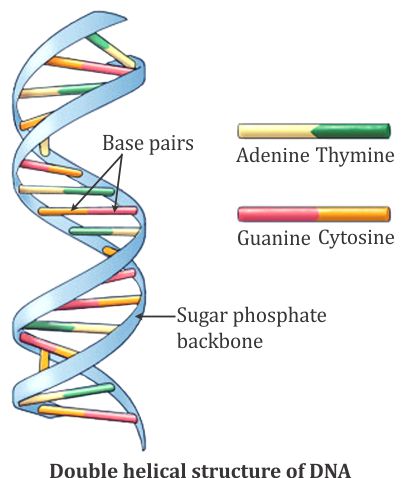 Base pairs
Adenine Thymine
Guanine Cytosine
Sugar phosphate
backbone
Double helical structure of DNA